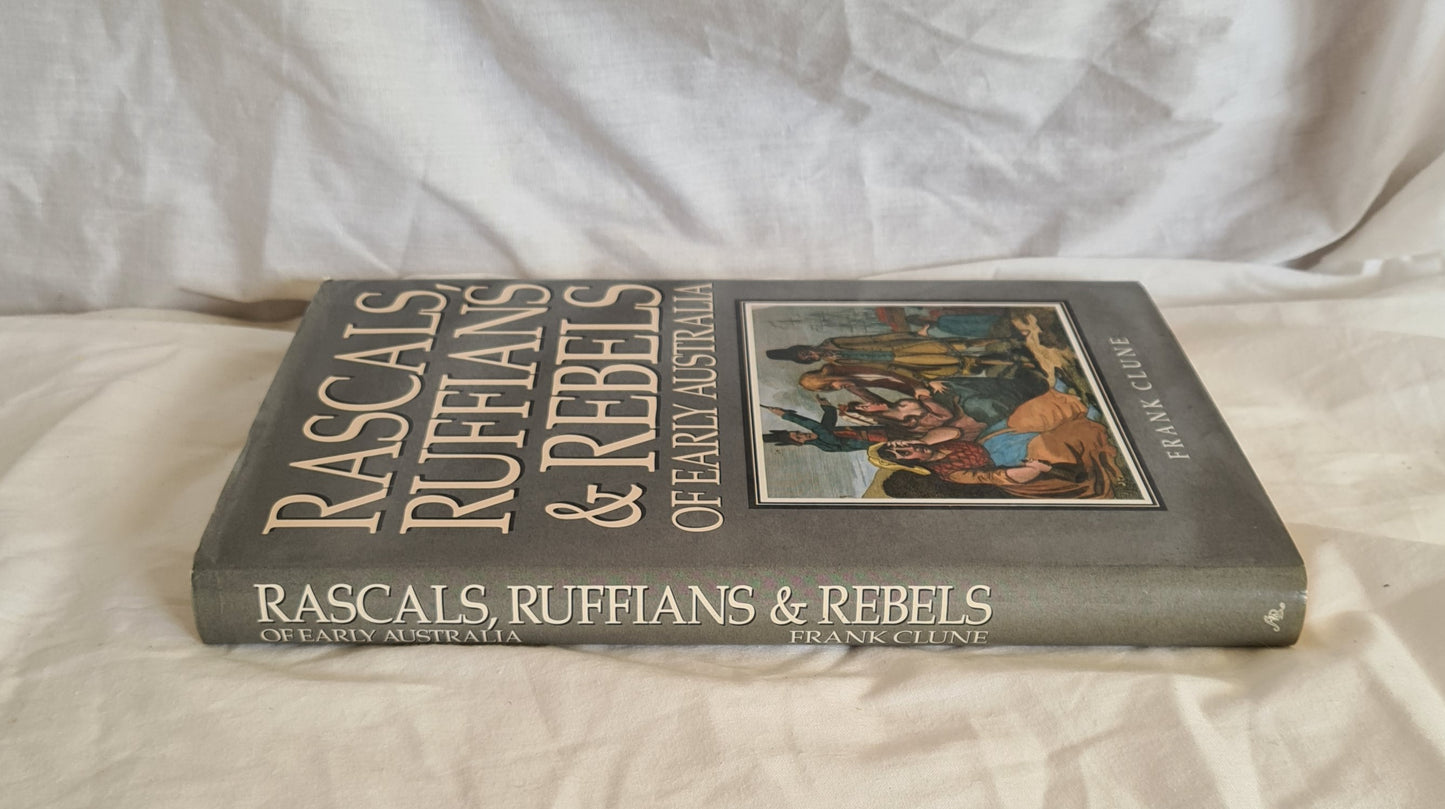 RASCALS,
RUFFIANS,
& REBELS
OF EARLY AUSTRALIA
FRANK CLUNE
RASCALS, RUFFIANS & REBELS
OF EARLY AUSTRALIA
FRANK CLUNE